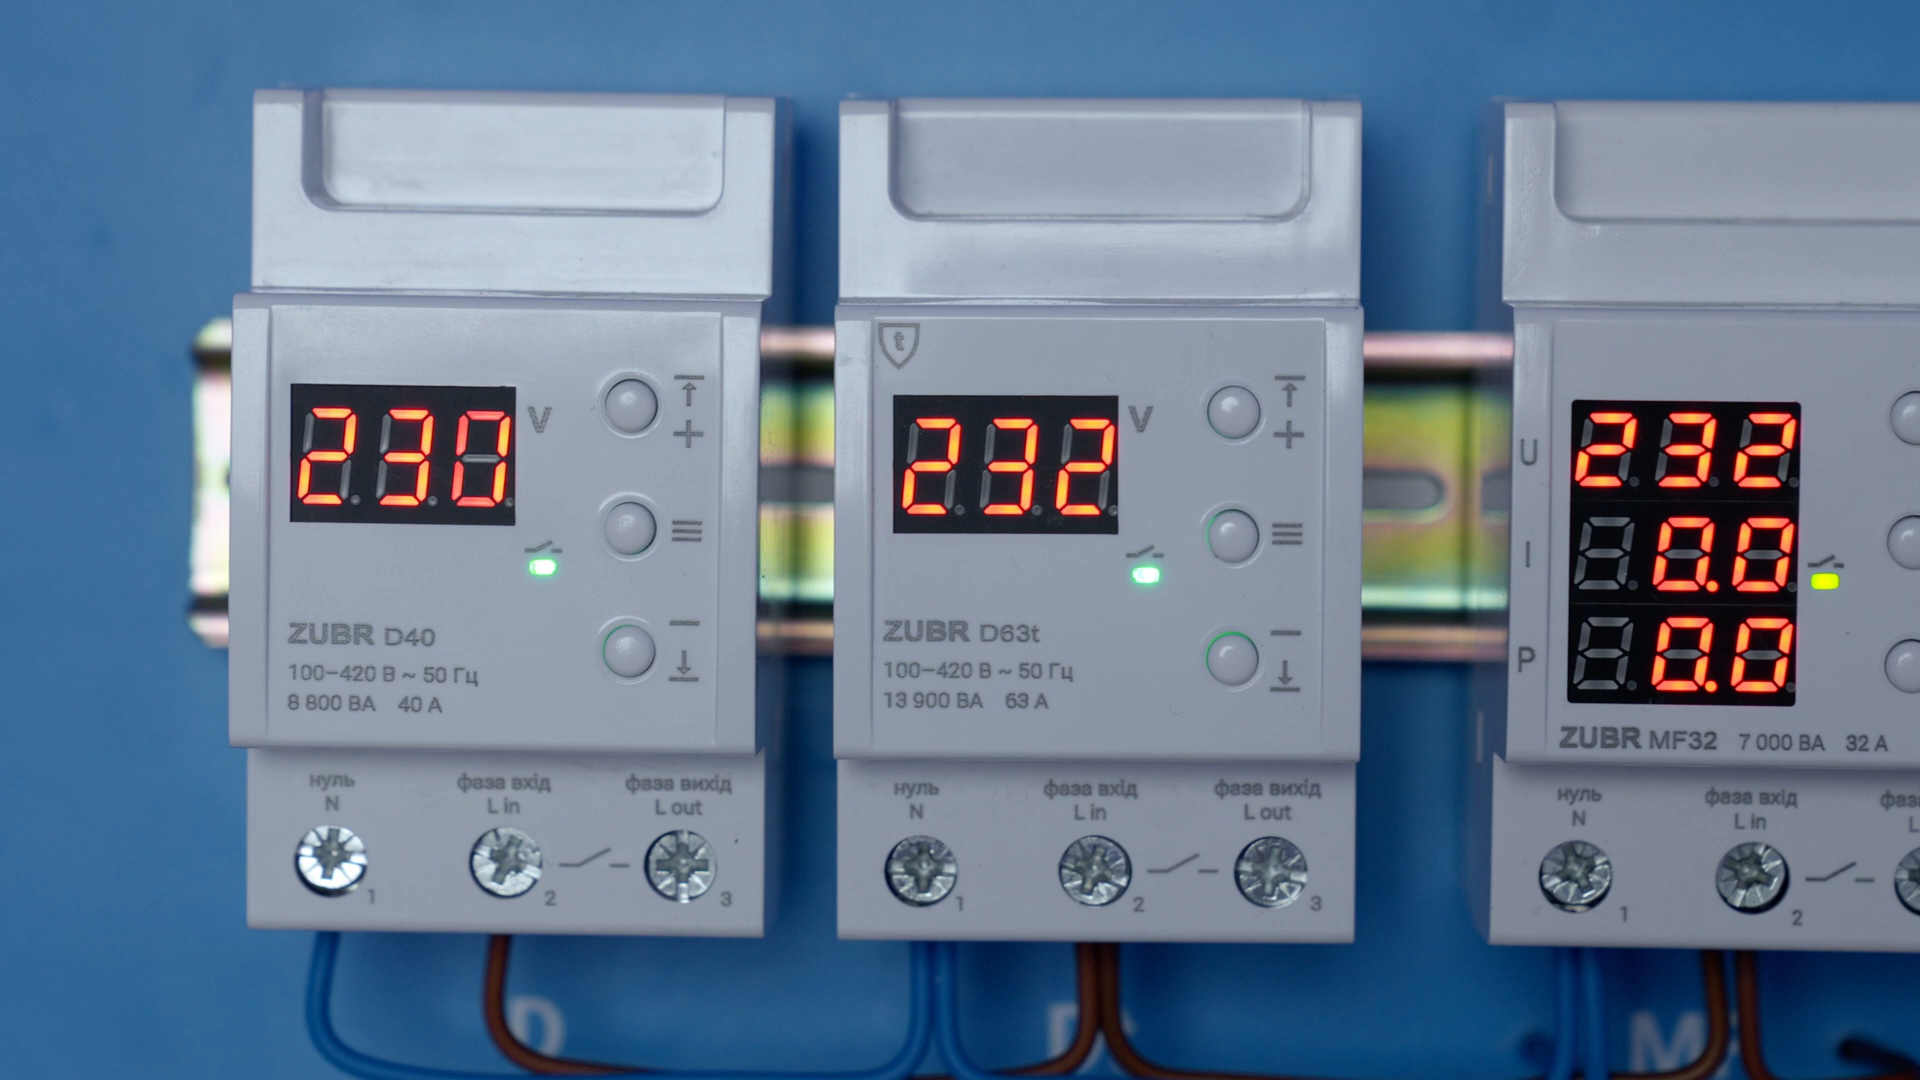 230 V
ZUBR D40
100–420 В ~ 50 Гц
8 800 ВА 40 А
нуль
N
фаза вхід
L in
фаза вихід
L out
1
2
3
t
232 V
ZUBR D63t
100–420 В ~ 50 Гц
13 900 ВА 63 А
нуль
N
фаза вхід
L in
фаза вихід
L out
1
2
3
U 232
I 0.0
P 0.0
ZUBR MF32 7 000 ВА 32 А
нуль
N
фаза вхід
L in
1
2
D